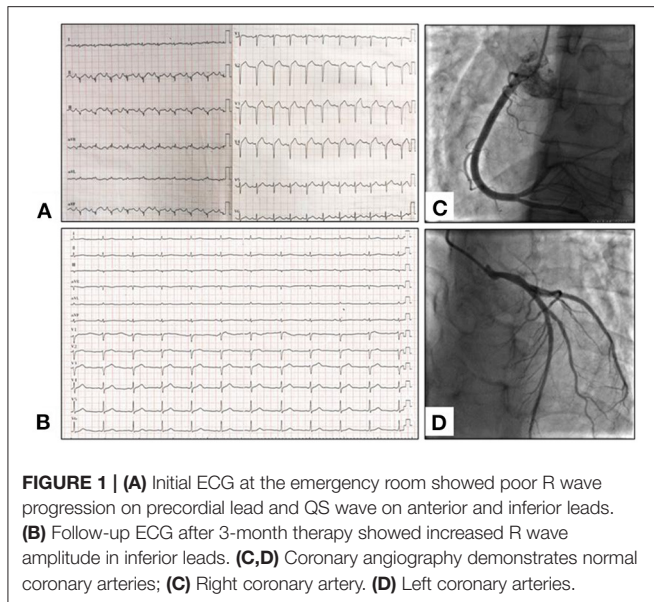 A
B
C
D
FIGURE 1 | (A) Initial ECG at the emergency room showed poor R wave
progression on precordial lead and QS wave on anterior and inferior leads.
(B) Follow-up ECG after 3-month therapy showed increased R wave
amplitude in inferior leads. (C,D) Coronary angiography demonstrates normal
coronary arteries; (C) Right coronary artery. (D) Left coronary arteries.